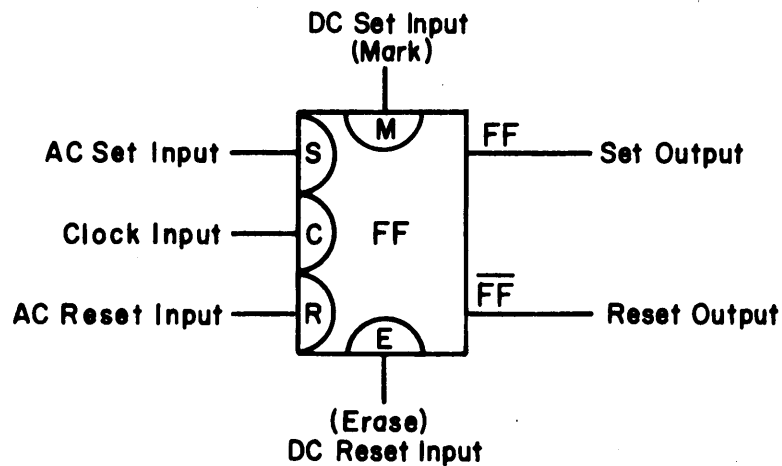 DC Set Input
(Mark)
M
AC Set Input
S
FF
Set Output
Clock Input
C
FF
AC Reset Input
R
F̅F̅
Reset Output
E
(Erase)
DC Reset Input